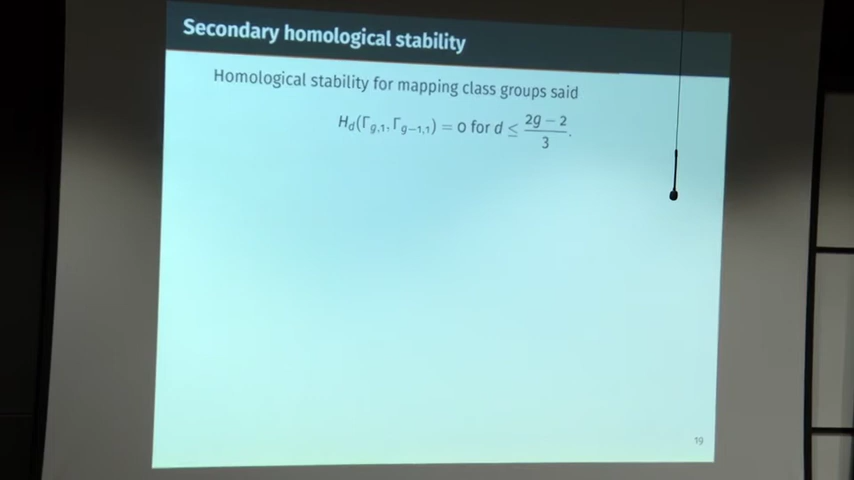 Secondary homological stability
Homological stability for mapping class groups said
H_d(Γ_{g,1}, Γ_{g−1,1}) = 0 for d ≤ \frac{2g − 2}{3}.
19